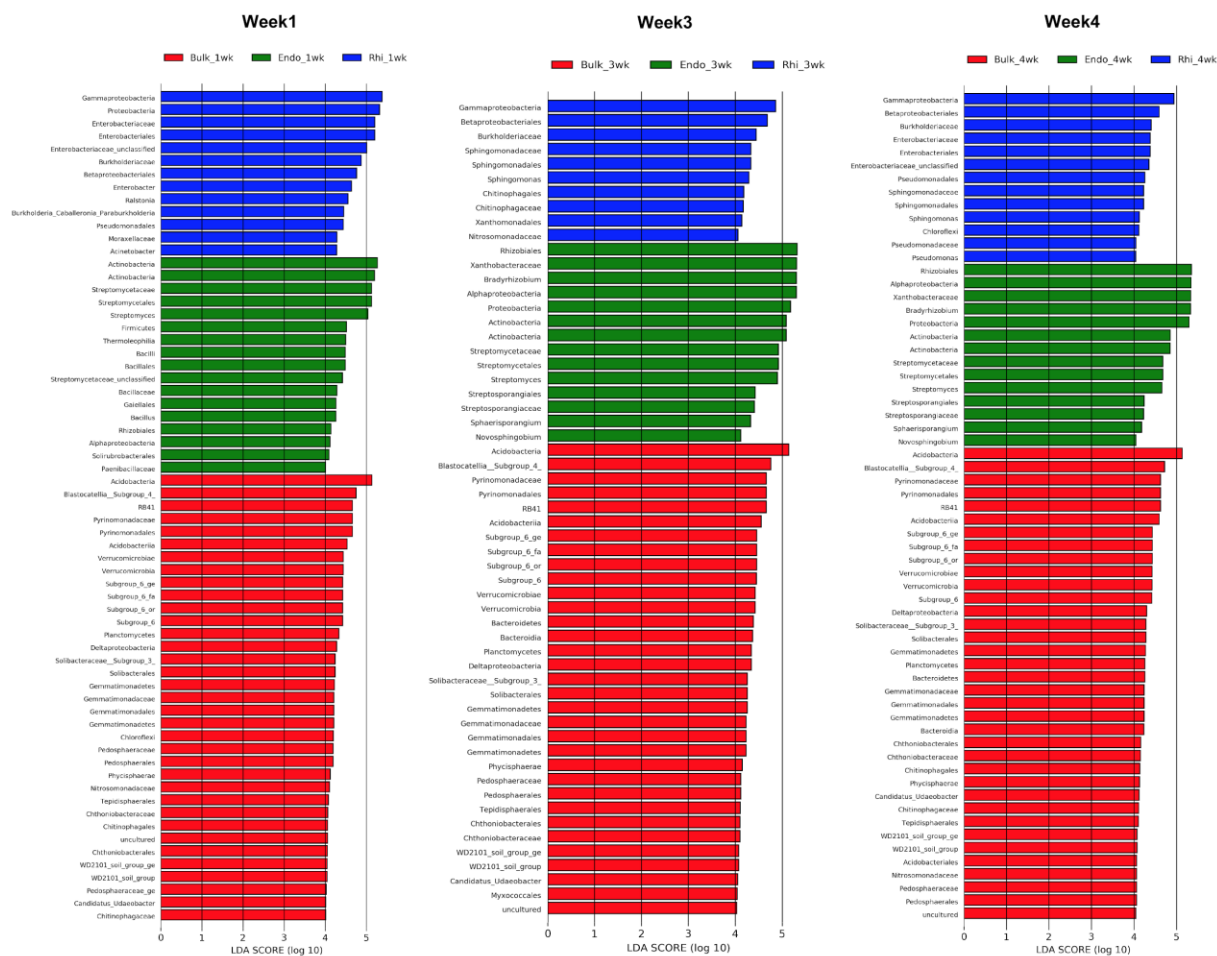 Week1
Bulk_1wk Endo_1wk Rhi_1wk
Gammaproteobacteria
Proteobacteria
Enterobacteriaceae
Enterobacteriales
Enterobacteriaceae_unclassified
Burkholderiaceae
Betaproteobacteriales
Enterobacter
Ralstonia
Burkholderia_Caballeronia_Paraburkholderia
Pseudomonadales
Moraxellaceae
Acinetobacter
Actinobacteria
Actinobacteria
Streptomycetaceae
Streptomycetales
Streptomyces
Firmicutes
Thermoleophilia
Bacilli
Bacillales
Streptomycetaceae_unclassified
Bacillaceae
Gaiellales
Bacillus
Rhizobiales
Alphaproteobacteria
Solirubrobacterales
Paenibacillaceae
Acidobacteria
Blastocatellia__Subgroup_4_
RB41
Pyrinomonadaceae
Pyrinomonadales
Acidobacteriia
Verrucomicrobiae
Verrucomicrobia
Subgroup_6_ge
Subgroup_6_fa
Subgroup_6_or
Subgroup_6
Planctomycetes
Deltaproteobacteria
Solibacteraceae__Subgroup_3_
Solibacterales
Gemmatimonadetes
Gemmatimonadaceae
Gemmatimonadales
Gemmatimonadetes
Chloroflexi
Pedosphaeraceae
Pedosphaerales
Phycisphaerae
Nitrosomonadaceae
Tepidisphaerales
Chthoniobacteraceae
Chitinophagales
uncultured
Chthoniobacterales
WD2101_soil_group_ge
WD2101_soil_group
Pedosphaeraceae_ge
Candidatus_Udaeobacter
Chitinophagaceae
0 1 2 3 4 5
LDA SCORE (log 10)
Week3
Bulk_3wk Endo_3wk Rhi_3wk
Gammaproteobacteria
Betaproteobacteriales
Burkholderiaceae
Sphingomonadaceae
Sphingomonadales
Sphingomonas
Chitinophagales
Chitinophagaceae
Xanthomonadales
Nitrosomonadaceae
Rhizobiales
Xanthobacteraceae
Bradyrhizobium
Alphaproteobacteria
Proteobacteria
Actinobacteria
Actinobacteria
Streptomycetaceae
Streptomycetales
Streptomyces
Streptosporangiales
Streptosporangiaceae
Sphaerisporangium
Novosphingobium
Acidobacteria
Blastocatellia__Subgroup_4_
Pyrinomonadaceae
Pyrinomonadales
RB41
Acidobacteriia
Subgroup_6_ge
Subgroup_6_fa
Subgroup_6_or
Subgroup_6
Verrucomicrobiae
Verrucomicrobia
Bacteroidetes
Bacteroidia
Planctomycetes
Deltaproteobacteria
Solibacteraceae__Subgroup_3_
Solibacterales
Gemmatimonadetes
Gemmatimonadaceae
Gemmatimonadales
Gemmatimonadetes
Phycisphaerae
Pedosphaeraceae
Pedosphaerales
Tepidisphaerales
Chthoniobacterales
Chthoniobacteraceae
WD2101_soil_group_ge
WD2101_soil_group
Candidatus_Udaeobacter
Myxococcales
uncultured
0 1 2 3 4 5
LDA SCORE (log 10)
Week4
Bulk_4wk Endo_4wk Rhi_4wk
Gammaproteobacteria
Betaproteobacteriales
Burkholderiaceae
Enterobacteriaceae
Enterobacteriales
Enterobacteriaceae_unclassified
Pseudomonadales
Sphingomonadaceae
Sphingomonadales
Sphingomonas
Chloroflexi
Pseudomonadaceae
Pseudomonas
Rhizobiales
Alphaproteobacteria
Xanthobacteraceae
Bradyrhizobium
Proteobacteria
Actinobacteria
Actinobacteria
Streptomycetaceae
Streptomycetales
Streptomyces
Streptosporangiales
Streptosporangiaceae
Sphaerisporangium
Novosphingobium
Acidobacteria
Blastocatellia__Subgroup_4_
Pyrinomonadaceae
Pyrinomonadales
RB41
Acidobacteriia
Subgroup_6_ge
Subgroup_6_fa
Subgroup_6_or
Verrucomicrobiae
Verrucomicrobia
Subgroup_6
Deltaproteobacteria
Solibacteraceae__Subgroup_3_
Solibacterales
Gemmatimonadetes
Planctomycetes
Bacteroidetes
Gemmatimonadaceae
Gemmatimonadales
Gemmatimonadetes
Bacteroidia
Chthoniobacterales
Chthoniobacteraceae
Chitinophagales
Phycisphaerae
Candidatus_Udaeobacter
Chitinophagaceae
Tepidisphaerales
WD2101_soil_group_ge
WD2101_soil_group
Acidobacteriales
Nitrosomonadaceae
Pedosphaeraceae
Pedosphaerales
uncultured
0 1 2 3 4 5
LDA SCORE (log 10)